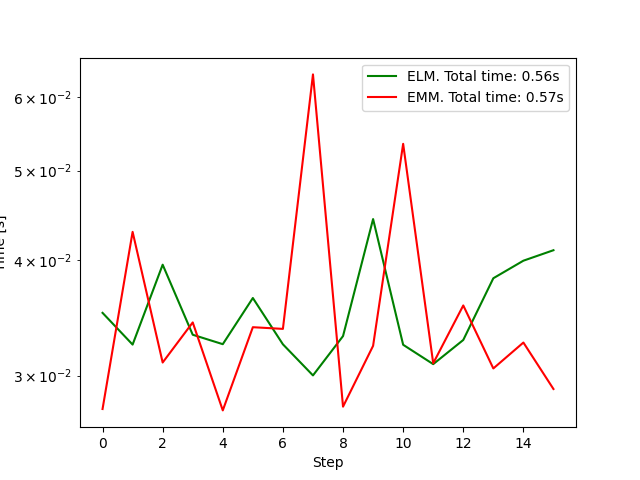 ELM. Total time: 0.56s
EMM. Total time: 0.57s
6 × 10⁻²
5 × 10⁻²
4 × 10⁻²
3 × 10⁻²
Time [s]
0 2 4 6 8 10 12 14
Step